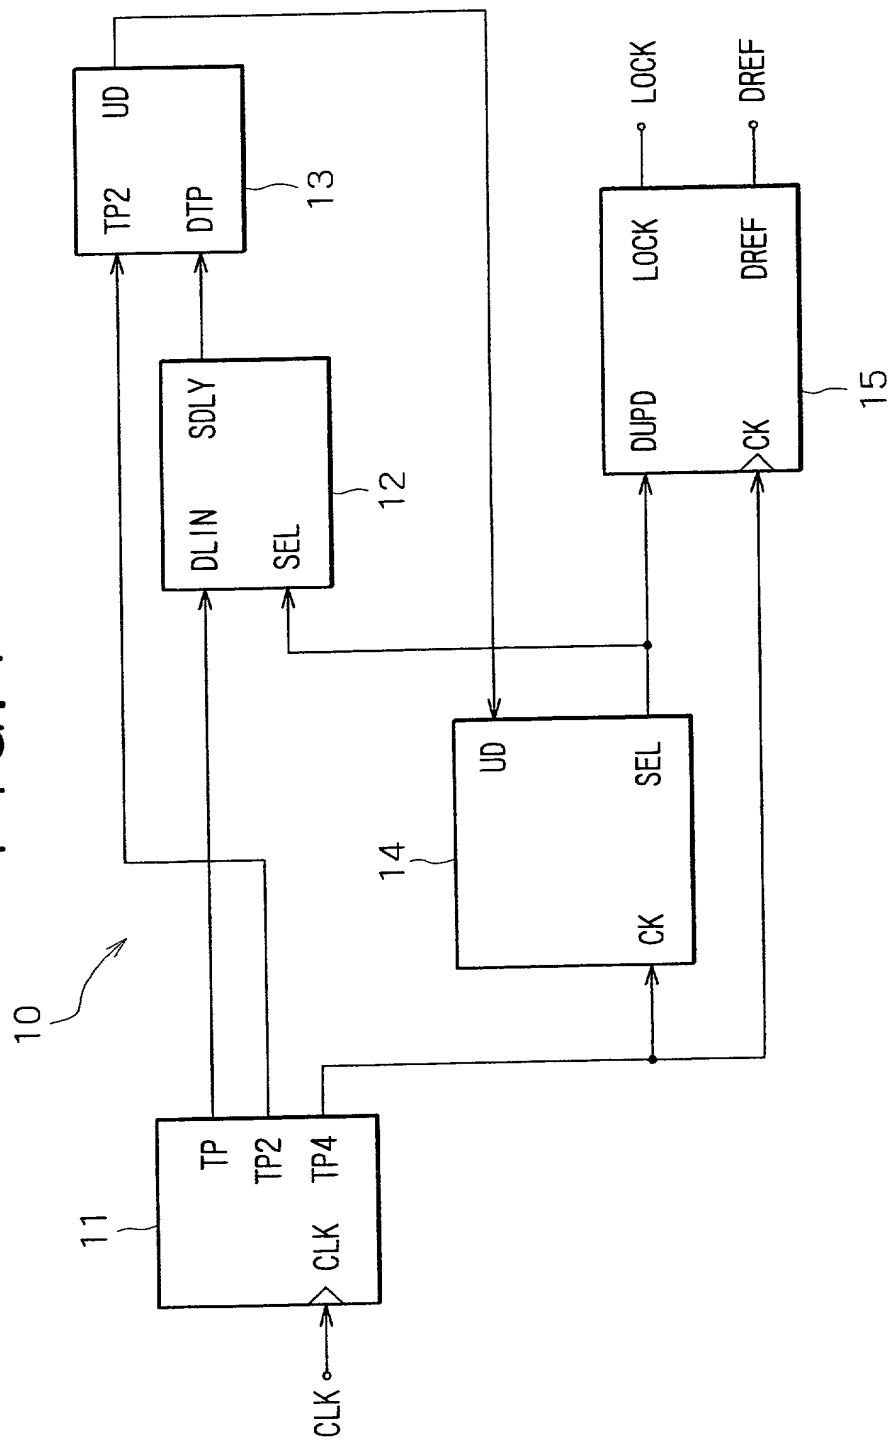 10
11
CLK
CLK
TP
TP2
TP4
14
UD
CK
SEL
12
DLIN
SDLY
SEL
13
TP2
UD
DTP
15
DUPD
LOCK
CK
DREF
LOCK
DREF